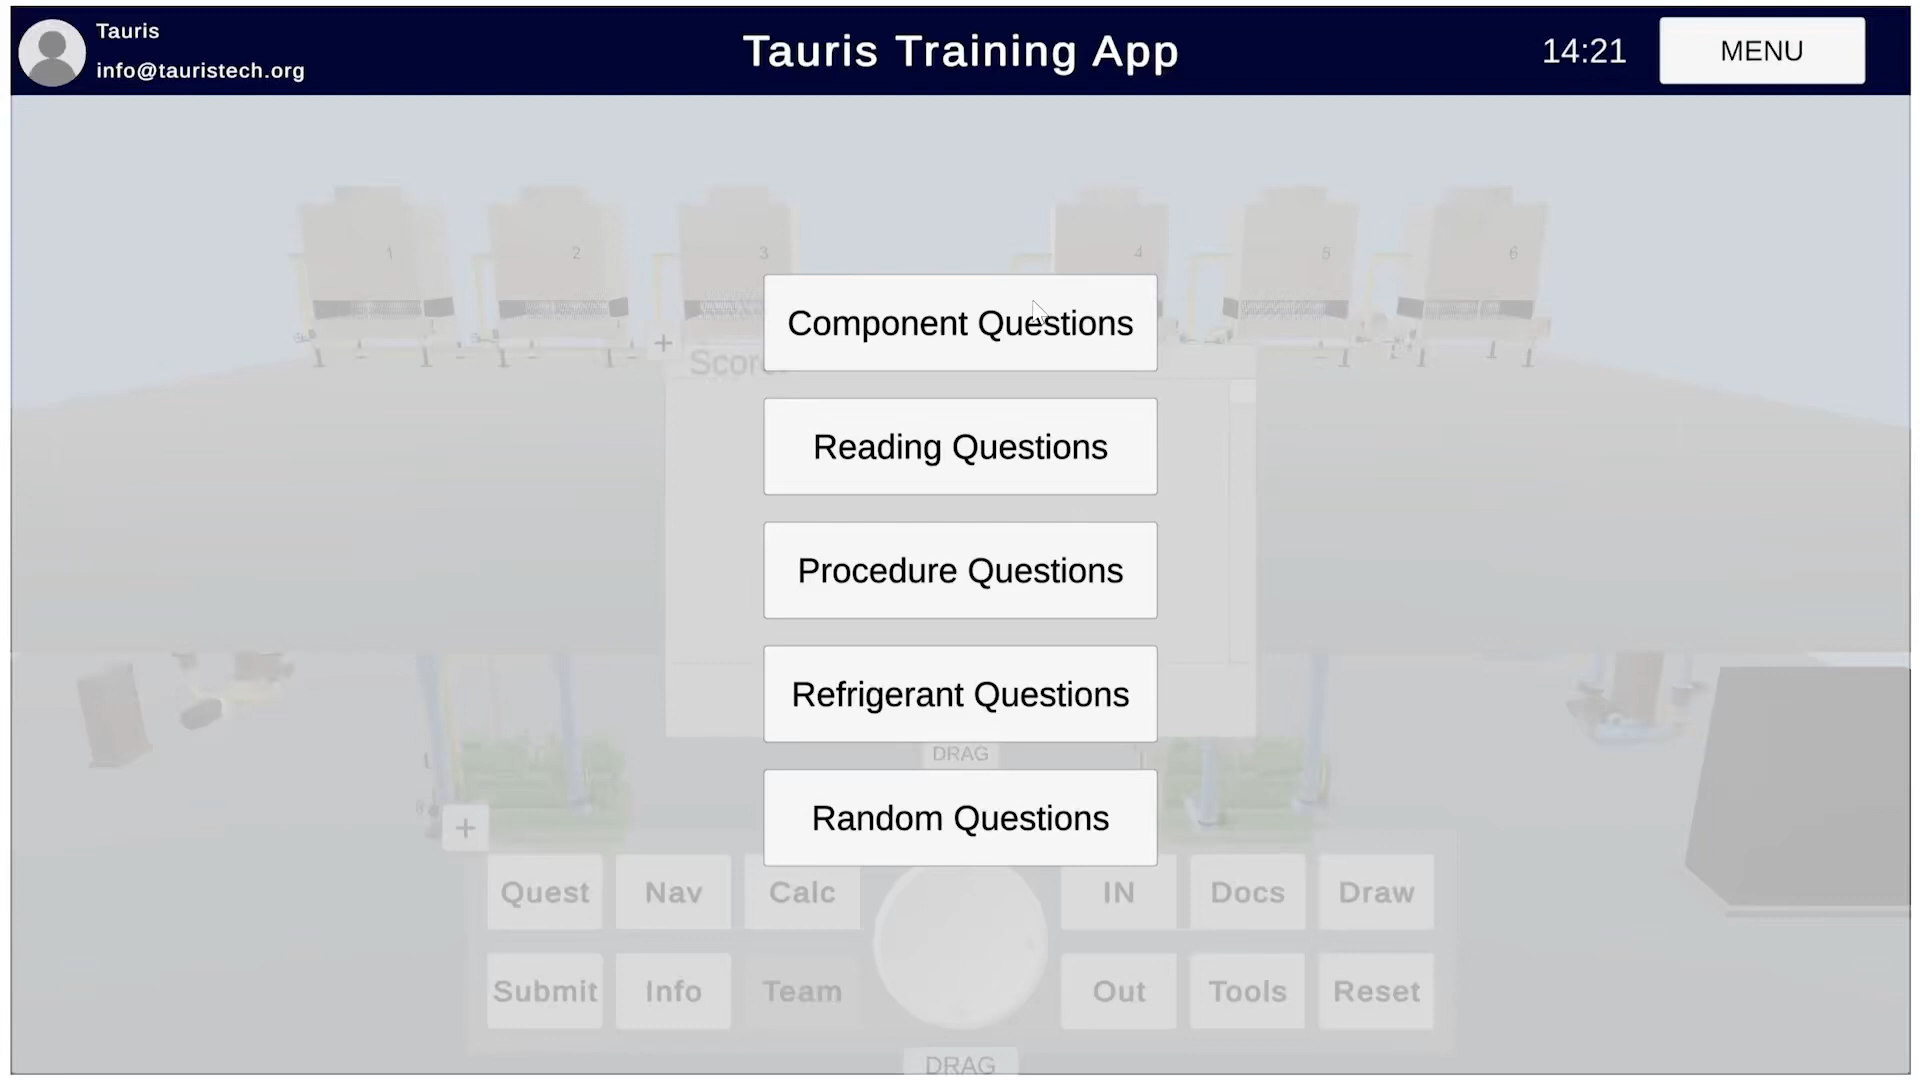 Tauris
info@tauristech.org
Tauris Training App
14:21
MENU
1
2
3
4
5
6
Component Questions
+
Score:
Reading Questions
Procedure Questions
Refrigerant Questions
DRAG
Random Questions
+
Quest
Nav
Calc
IN
Docs
Draw
Submit
Info
Team
Out
Tools
Reset
DRAG